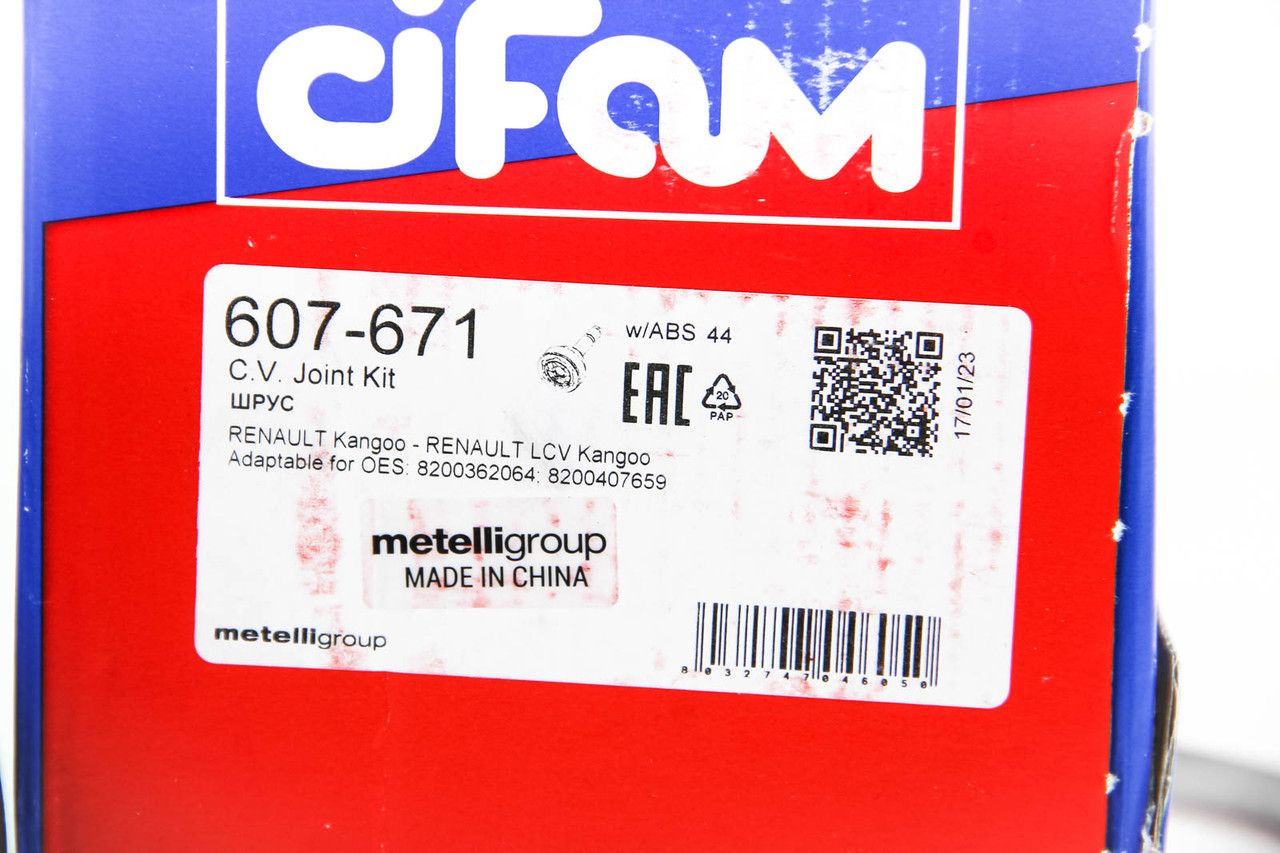 cifam
607-671
C.V. Joint Kit
ШРУС
w/ABS 44
EAC
20
PAP
17/01/23
RENAULT Kangoo - RENAULT LCV Kangoo
Adaptable for OES: 8200362064; 8200407659
metelligroup
MADE IN CHINA
metelligroup
8032747046050